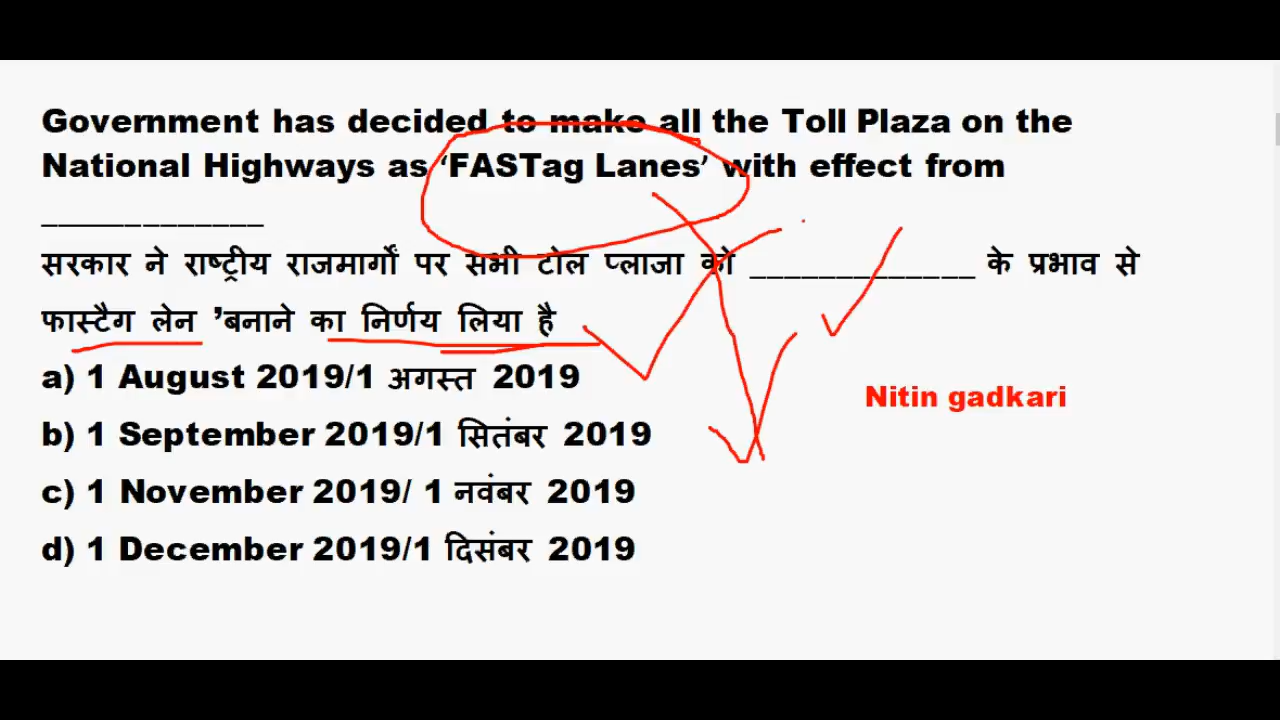 Government has decided to make all the Toll Plaza on the
National Highways as ‘FASTag Lanes’ with effect from
_____________
सरकार ने राष्ट्रीय राजमार्गों पर सभी टोल प्लाजा को _____________ के प्रभाव से
फास्टैग लेन ’बनाने का निर्णय लिया है
a) 1 August 2019/1 अगस्त 2019
Nitin gadkari
b) 1 September 2019/1 सितंबर 2019
c) 1 November 2019/ 1 नवंबर 2019
d) 1 December 2019/1 दिसंबर 2019